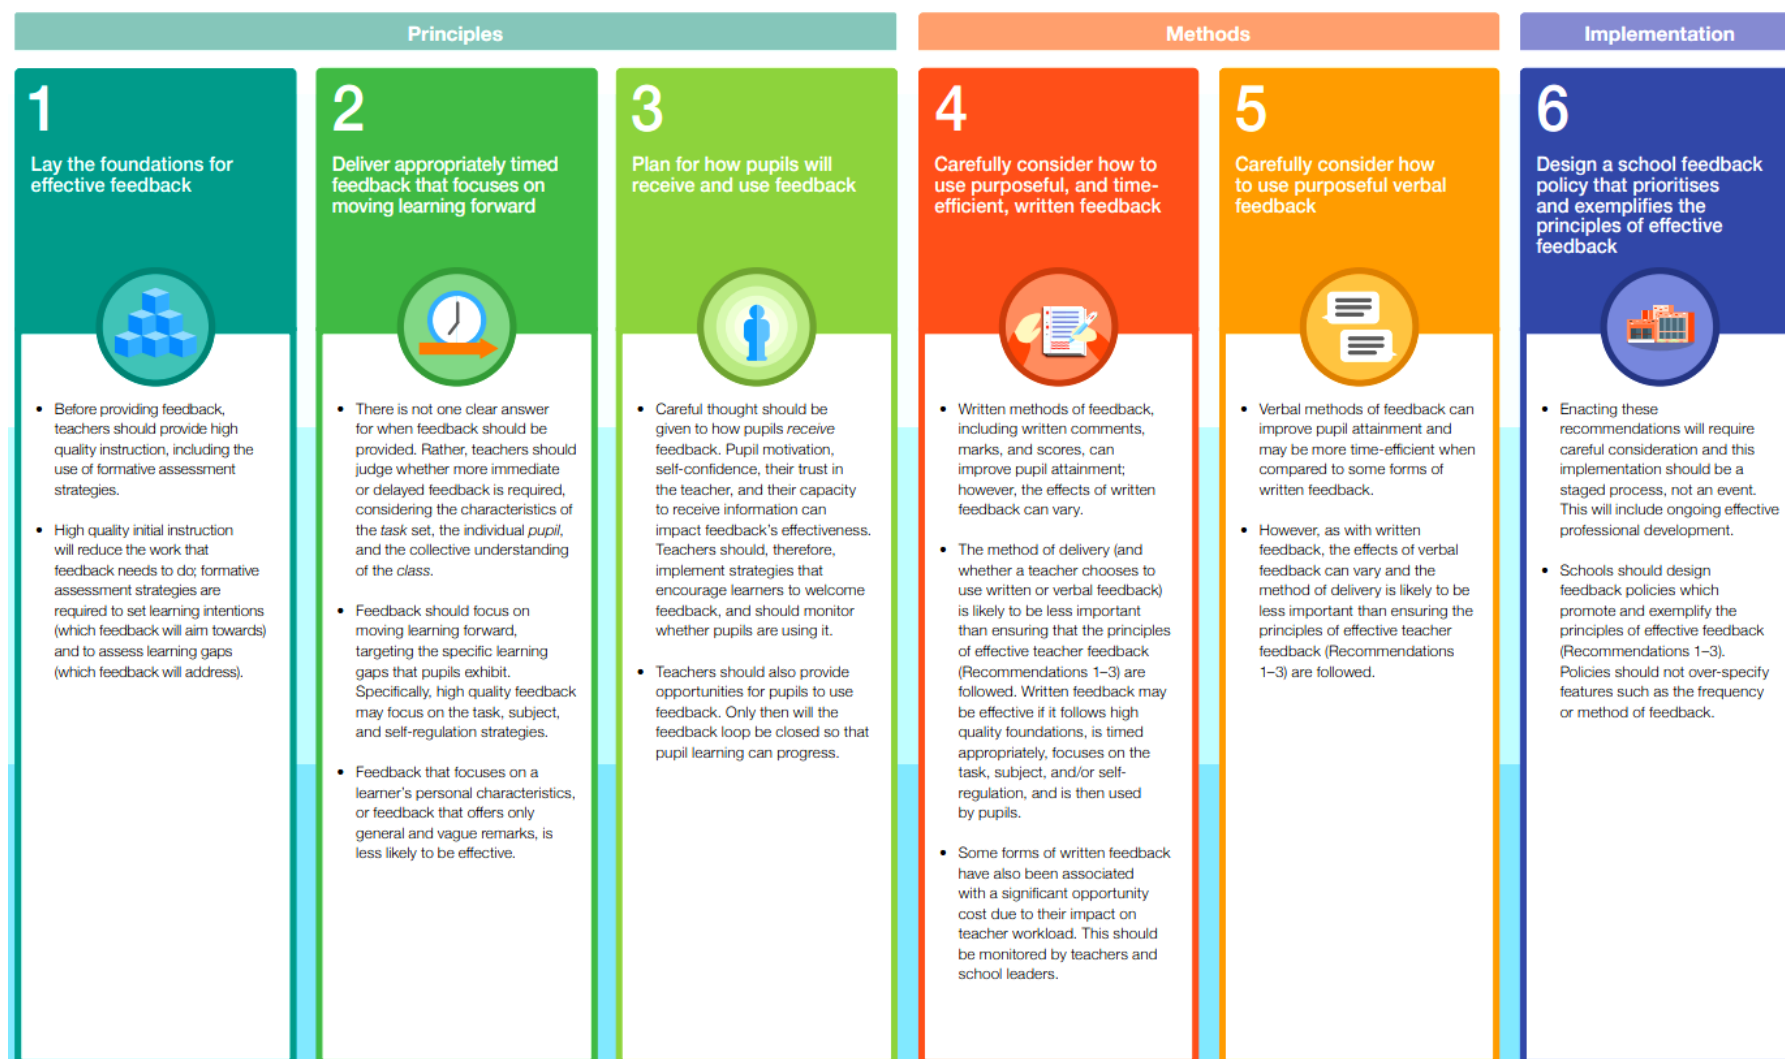 Principles
Methods
Implementation
1
Lay the foundations for
effective feedback
• Before providing feedback,
teachers should provide high
quality instruction, including the
use of formative assessment
strategies.
• High quality initial instruction
will reduce the work that
feedback needs to do; formative
assessment strategies are
required to set learning intentions
(which feedback will aim towards)
and to assess learning gaps
(which feedback will address).
2
Deliver appropriately timed
feedback that focuses on
moving learning forward
• There is not one clear answer
for when feedback should be
provided. Rather, teachers should
judge whether more immediate
or delayed feedback is required,
considering the characteristics of
the task set, the individual pupil,
and the collective understanding
of the class.
• Feedback should focus on
moving learning forward,
targeting the specific learning
gaps that pupils exhibit.
Specifically, high quality feedback
may focus on the task, subject,
and self-regulation strategies.
• Feedback that focuses on a
learner's personal characteristics,
or feedback that offers only
general and vague remarks, is
less likely to be effective.
3
Plan for how pupils will
receive and use feedback
• Careful thought should be
given to how pupils receive
feedback. Pupil motivation,
self-confidence, their trust in
the teacher, and their capacity
to receive information can
impact feedback's effectiveness.
Teachers should, therefore,
implement strategies that
encourage learners to welcome
feedback, and should monitor
whether pupils are using it.
• Teachers should also provide
opportunities for pupils to use
feedback. Only then will the
feedback loop be closed so that
pupil learning can progress.
4
Carefully consider how to
use purposeful, and time-
efficient, written feedback
• Written methods of feedback,
including written comments,
marks, and scores, can
improve pupil attainment;
however, the effects of written
feedback can vary.
• The method of delivery (and
whether a teacher chooses to
use written or verbal feedback)
is likely to be less important
than ensuring that the principles
of effective teacher feedback
(Recommendations 1–3) are
followed. Written feedback may
be effective if it follows high
quality foundations, is timed
appropriately, focuses on the
task, subject, and/or self-
regulation, and is then used
by pupils.
• Some forms of written feedback
have also been associated
with a significant opportunity
cost due to their impact on
teacher workload. This should
be monitored by teachers and
school leaders.
5
Carefully consider how
to use purposeful verbal
feedback
• Verbal methods of feedback can
improve pupil attainment and
may be more time-efficient when
compared to some forms of
written feedback.
• However, as with written
feedback, the effects of verbal
feedback can vary and the
method of delivery is likely to be
less important than ensuring the
principles of effective teacher
feedback (Recommendations
1–3) are followed.
6
Design a school feedback
policy that prioritises
and exemplifies the
principles of effective
feedback
• Enacting these
recommendations will require
careful consideration and this
implementation should be a
staged process, not an event.
This will include ongoing effective
professional development.
• Schools should design
feedback policies which
promote and exemplify the
principles of effective feedback
(Recommendations 1–3).
Policies should not over-specify
features such as the frequency
or method of feedback.